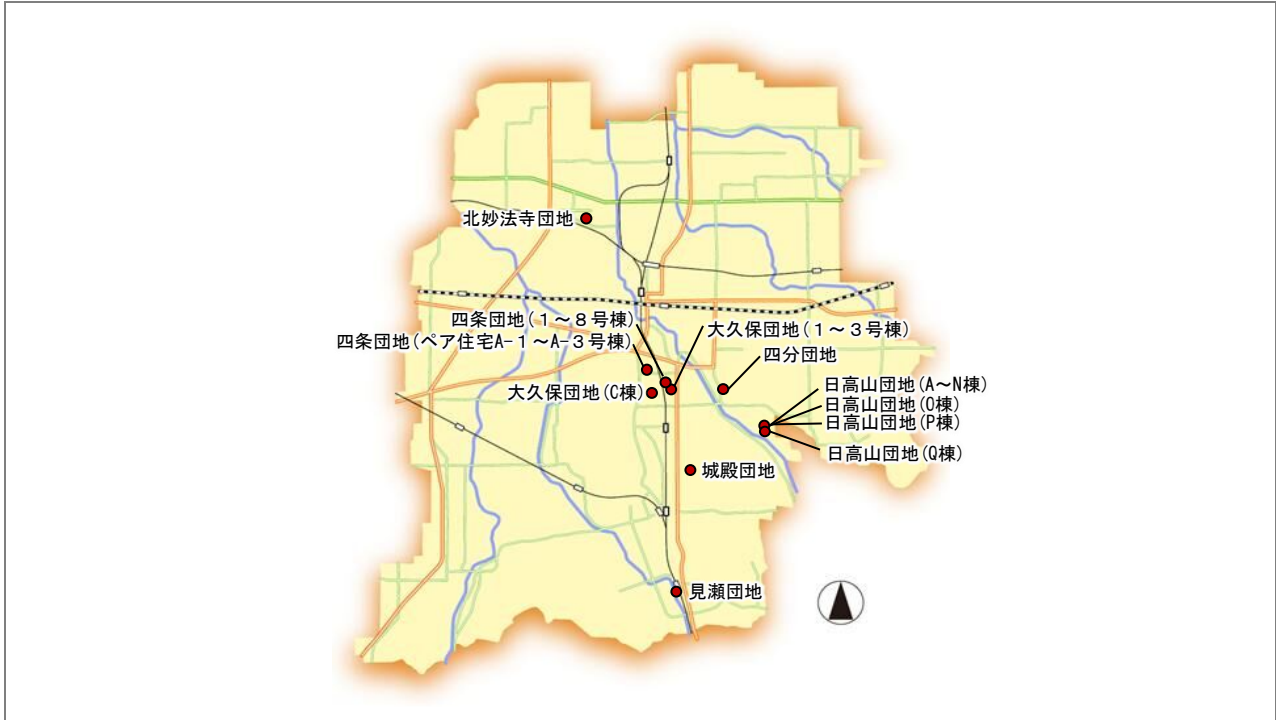 北妙法寺団地
四条団地(1~8号棟)
大久保団地(1~3号棟)
四条団地(ペア住宅A-1~A-3号棟)
四分団地
大久保団地(C棟)
日高山団地(A~N棟)
日高山団地(O棟)
日高山団地(P棟)
日高山団地(Q棟)
城殿団地
見瀬団地